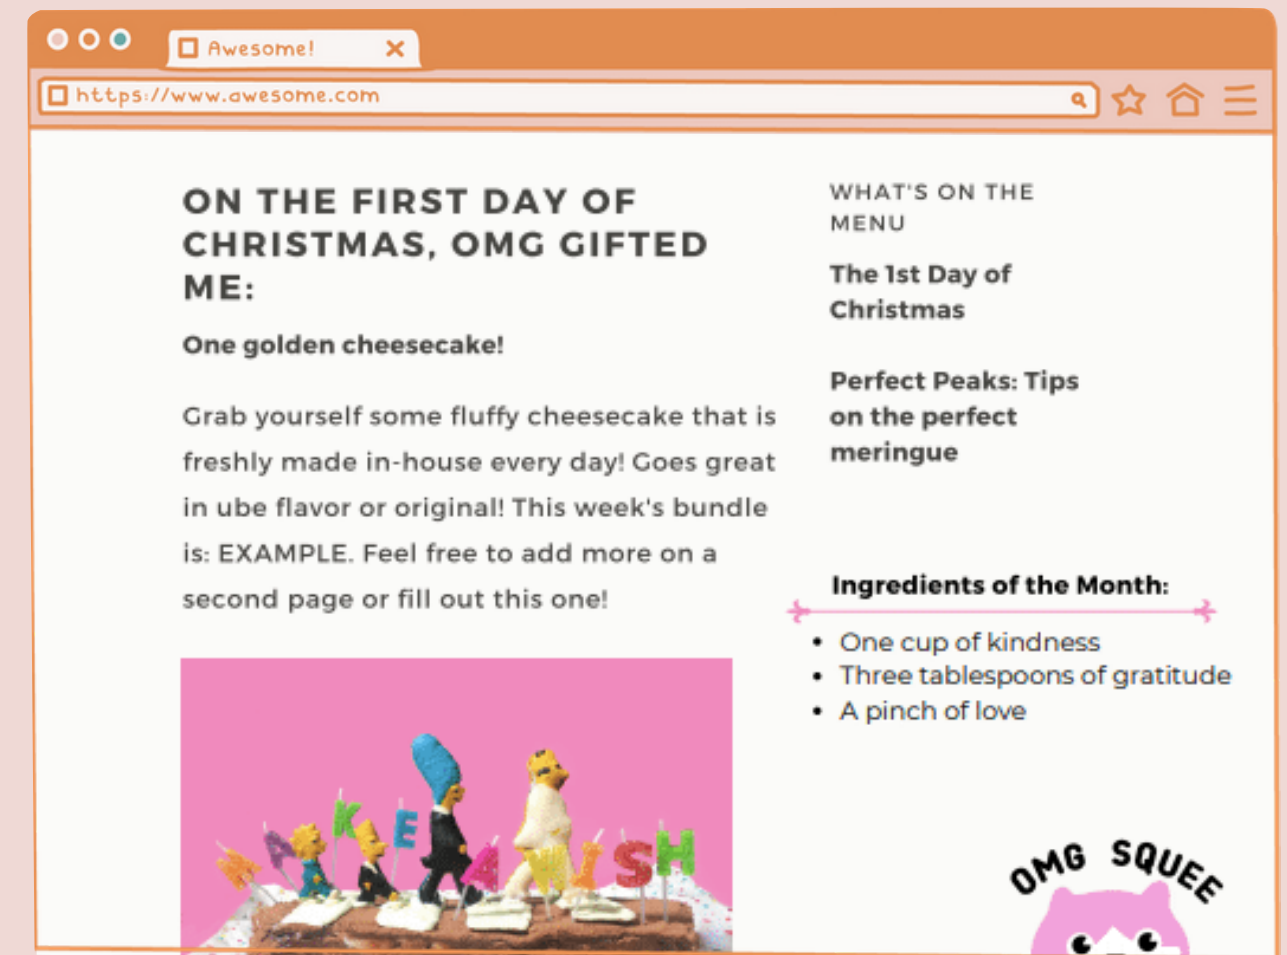 Awesome!
https://www.awesome.com
ON THE FIRST DAY OF
CHRISTMAS, OMG GIFTED
ME:
One golden cheesecake!
Grab yourself some fluffy cheesecake that is
freshly made in-house every day! Goes great
in ube flavor or original! This week's bundle
is: EXAMPLE. Feel free to add more on a
second page or fill out this one!
MAKE A WISH
WHAT'S ON THE
MENU
The 1st Day of
Christmas
Perfect Peaks: Tips
on the perfect
meringue
Ingredients of the Month:
One cup of kindness
Three tablespoons of gratitude
A pinch of love
OMG SQUEE